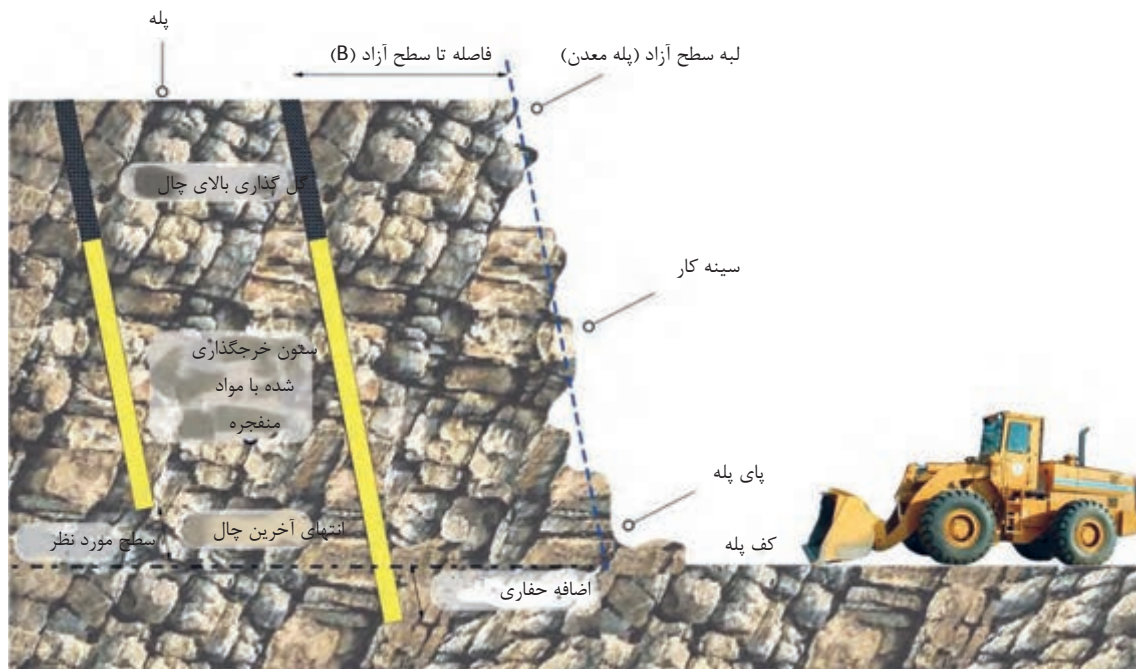 پله
لبه سطح آزاد (پله معدن)
فاصله تا سطح آزاد (B)
گل گذاری بالای چال
سینه کار
ستون خرجگذاری
شده با مواد
منفجره
پای پله
انتهای آخرین چال
سطح مورد نظر
کف پله
اضافه حفاری